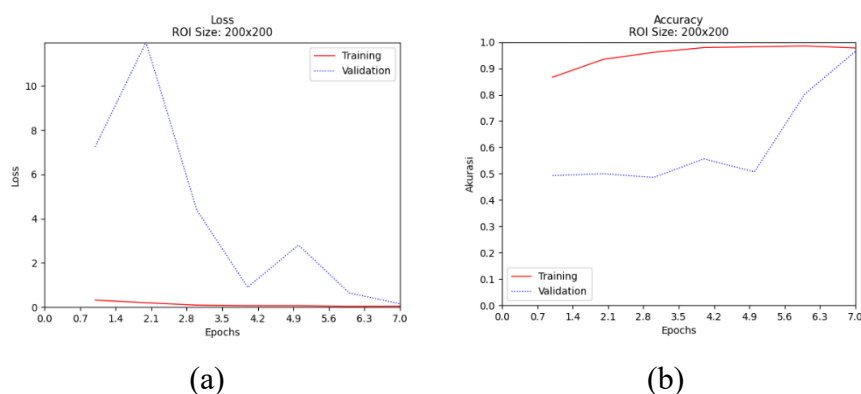 Loss
ROI Size: 200x200
Training
Validation
10
8
6
4
2
0
Loss
0.0 0.7 1.4 2.1 2.8 3.5 4.2 4.9 5.6 6.3 7.0
Epochs
(a)
Accuracy
ROI Size: 200x200
1.0
0.9
0.8
0.7
0.6
0.5
0.4
0.3
0.2
0.1
0.0
Akurasi
Training
Validation
0.0 0.7 1.4 2.1 2.8 3.5 4.2 4.9 5.6 6.3 7.0
Epochs
(b)